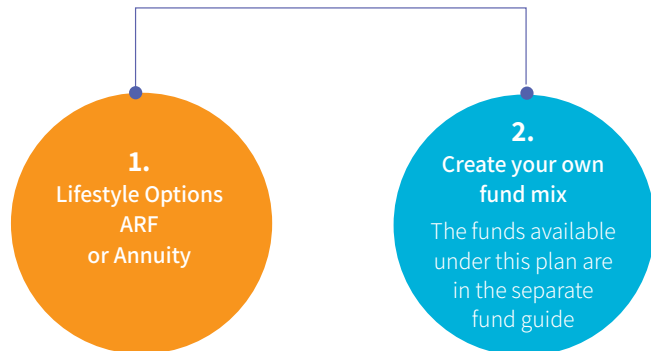 1.
Lifestyle Options
ARF
or Annuity
2.
Create your own
fund mix
The funds available
under this plan are
in the separate
fund guide